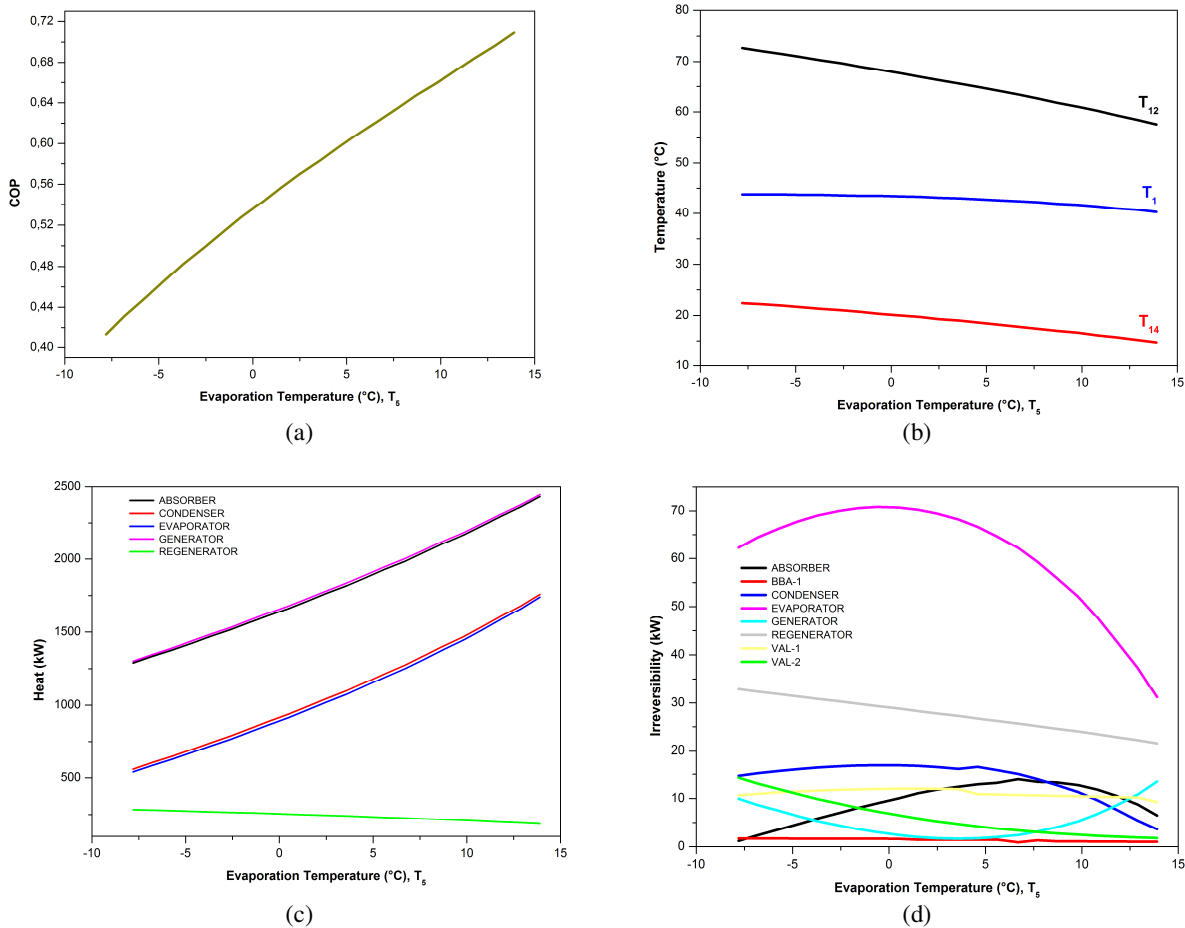 0,72
0,68
0,64
0,60
0,56
0,52
0,48
0,44
0,40
COP
-10
-5
0
5
10
15
Evaporation Temperature (°C), T5
(a)
80
70
60
50
40
30
20
10
Temperature (°C)
T12
T1
T14
-10
-5
0
5
10
15
Evaporation Temperature (°C), T5
(b)
2500
2000
1500
1000
500
Heat (kW)
ABSORBER
CONDENSER
EVAPORATOR
GENERATOR
REGENERATOR
-10
-5
0
5
10
15
Evaporation Temperature (°C), T5
(c)
70
60
50
40
30
20
10
0
Irreversibility (kW)
ABSORBER
BBA-1
CONDENSER
EVAPORATOR
GENERATOR
REGENERATOR
VAL-1
VAL-2
-10
-5
0
5
10
15
Evaporation Temperature (°C), T5
(d)